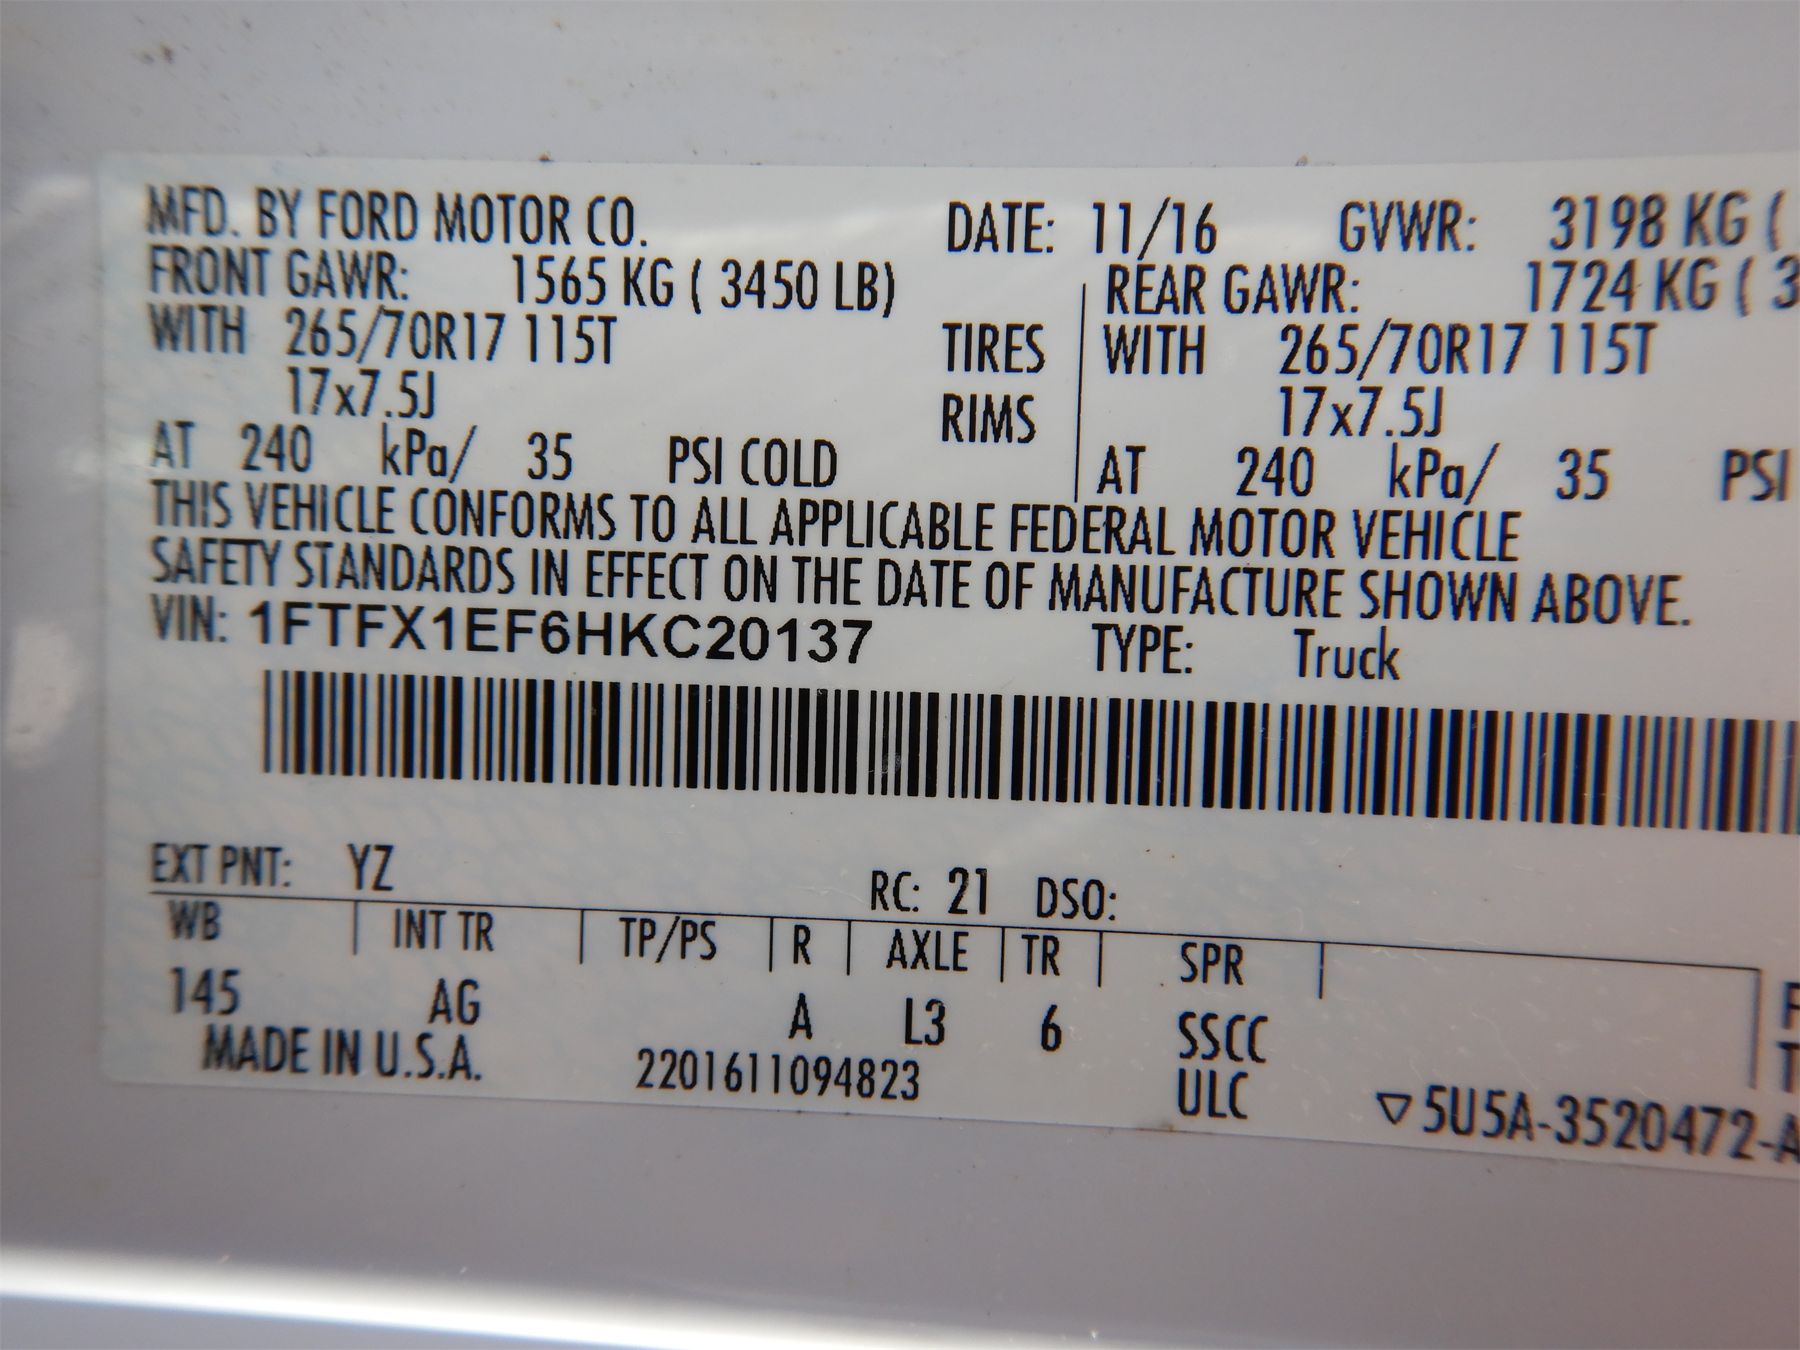 MFD. BY FORD MOTOR CO. DATE: 11/16 GVWR: 3198 KG (
FRONT GAWR: 1565 KG ( 3450 LB) REAR GAWR: 1724 KG ( 3
WITH 265/70R17 115T TIRES WITH 265/70R17 115T
17x7.5J RIMS 17x7.5J
AT 240 kPa/ 35 PSI COLD AT 240 kPa/ 35 PSI
THIS VEHICLE CONFORMS TO ALL APPLICABLE FEDERAL MOTOR VEHICLE
SAFETY STANDARDS IN EFFECT ON THE DATE OF MANUFACTURE SHOWN ABOVE.
VIN: 1FTFX1EF6HKC20137 TYPE: Truck
EXT PNT: YZ RC: 21 DSO:
WB INT TR TP/PS R AXLE TR SPR
145 AG A L3 6 SSCC
MADE IN U.S.A. 2201611094823 ULC ▽5U5A-3520472-A